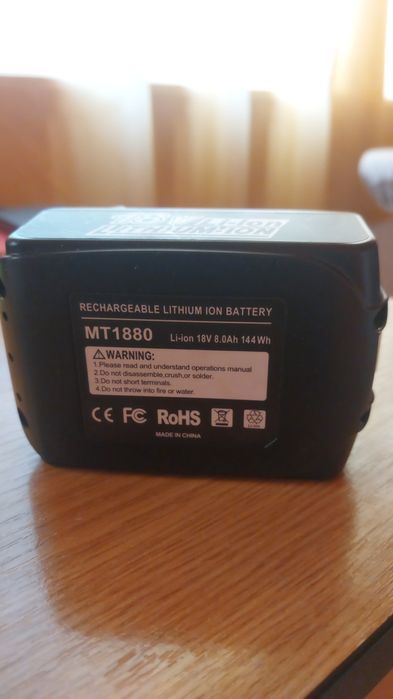 RECHARGEABLE LITHIUM ION BATTERY
MT1880 Li-ion 18V 8.0Ah 144Wh
WARNING:
1.Please read and understand operations manual
2.Do not disassemble,crush,or solder.
3.Do not short terminals.
4.Do not throw into fire or water.
CE FC RoHS
MADE IN CHINA